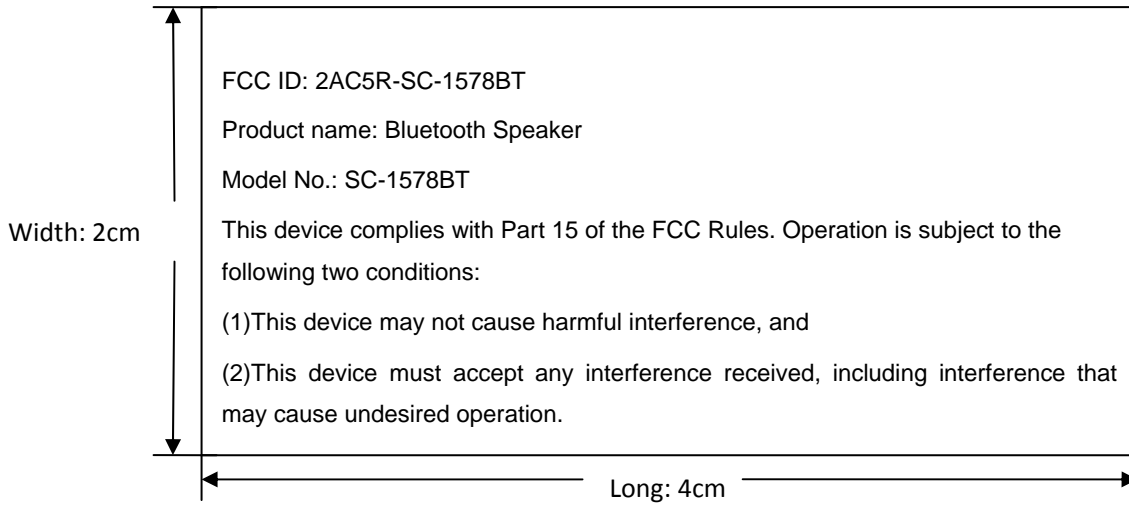 FCC ID: 2AC5R-SC-1578BT
Product name: Bluetooth Speaker
Model No.: SC-1578BT
Width: 2cm
This device complies with Part 15 of the FCC Rules. Operation is subject to the
following two conditions:
(1)This device may not cause harmful interference, and
(2)This device must accept any interference received, including interference that
may cause undesired operation.
Long: 4cm